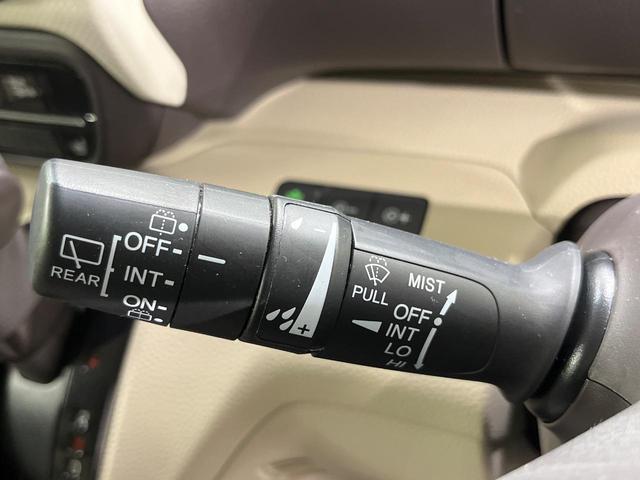 REAR
OFF
INT
ON
−
+
PULL
MIST
OFF
INT
LO
HI